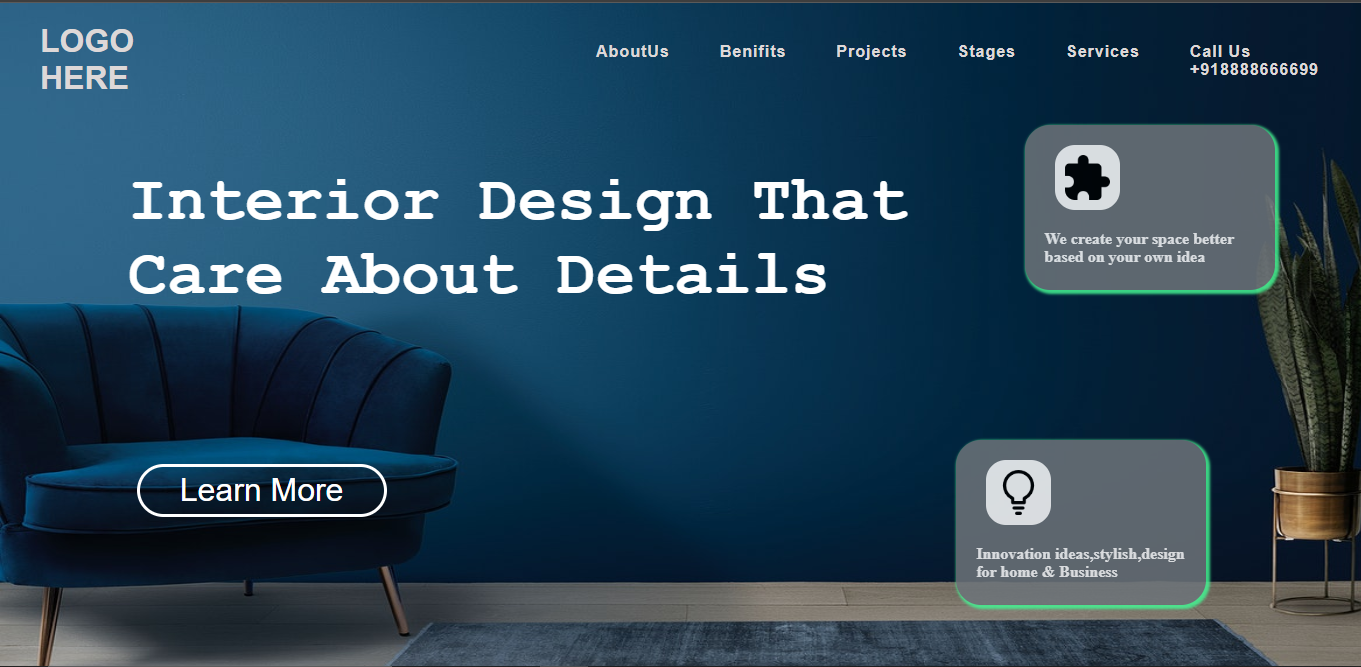 LOGO
HERE
AboutUs
Benifits
Projects
Stages
Services
Call Us
+918888666699
Interior Design That
Care About Details
We create your space better
based on your own idea
Learn More
Innovation ideas,stylish,design
for home & Business